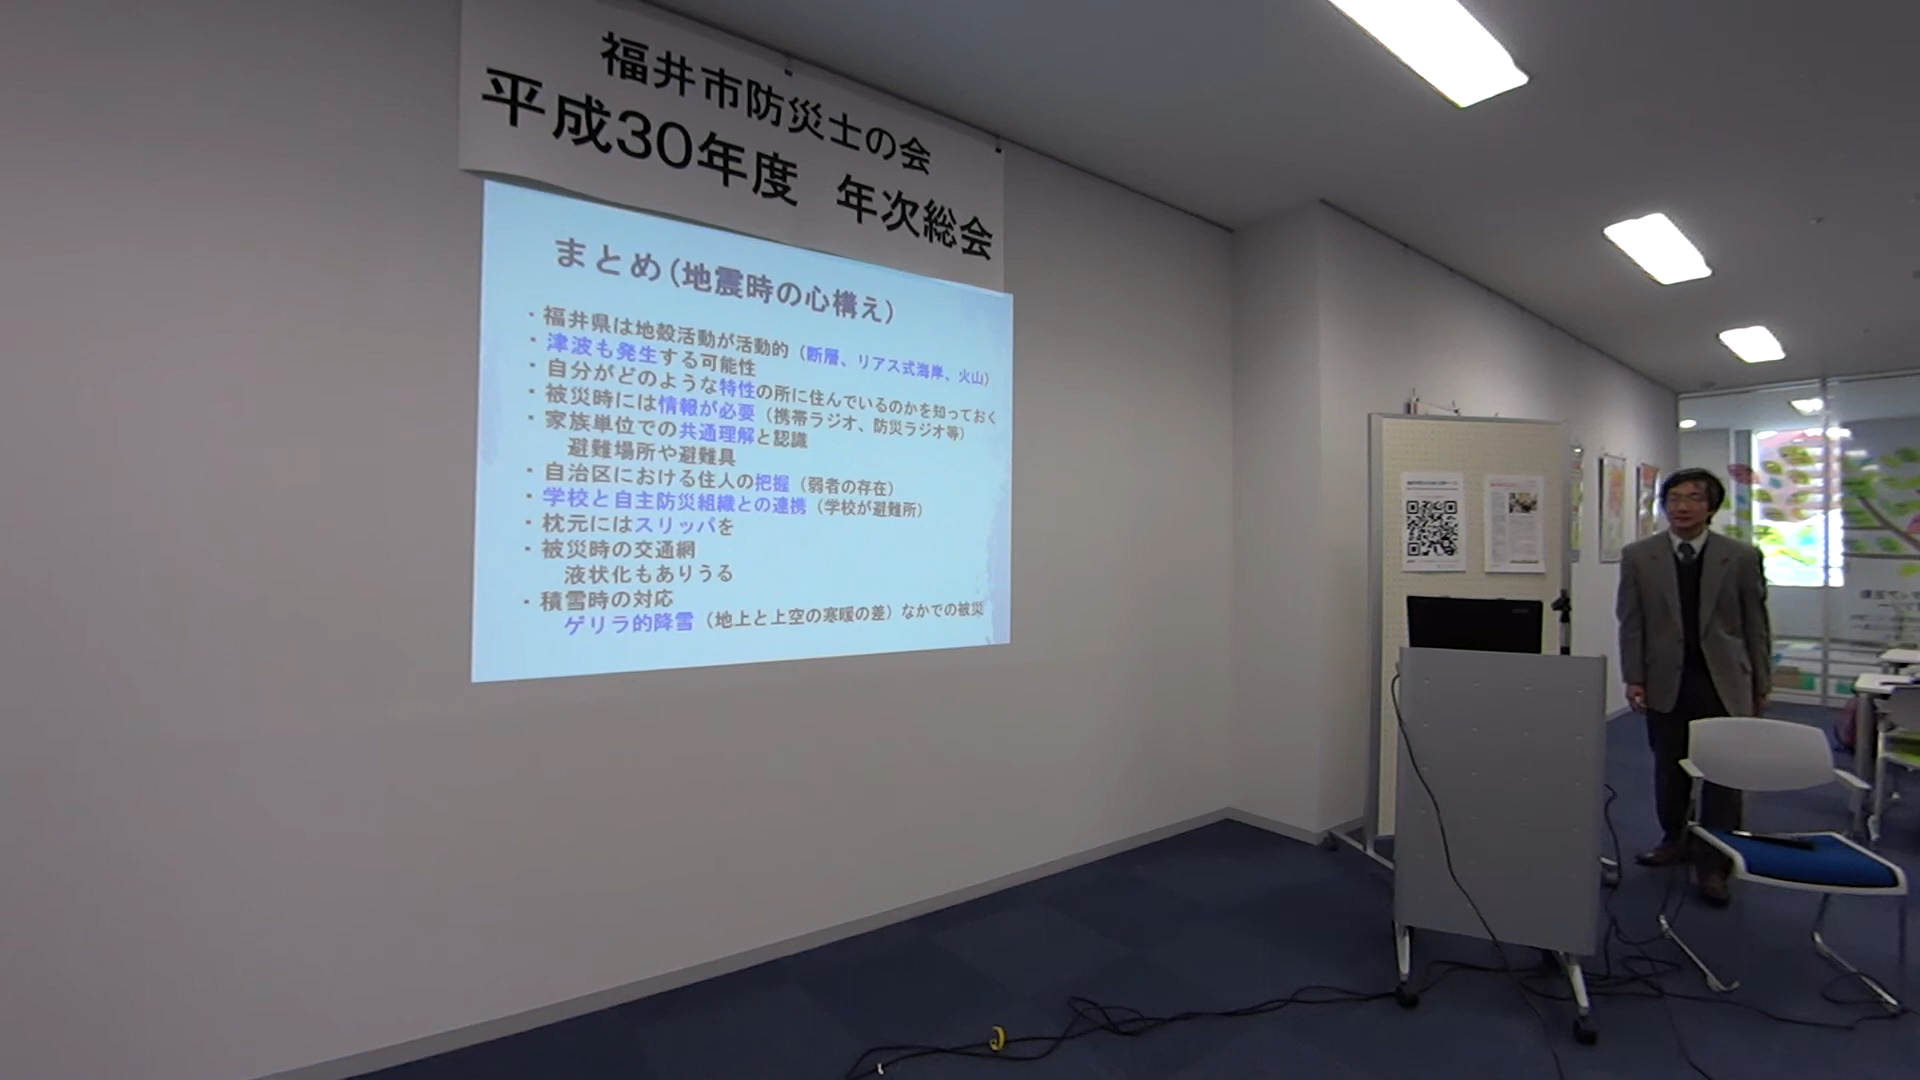 福井市防災士の会
平成30年度 年次総会
まとめ(地震時の心構え)
・福井県は地殻活動が活動的(断層、リアス式海岸、火山)
・津波も発生する可能性
・自分がどのような特性の所に住んでいるのかを知っておく
・被災時には情報が必要(携帯ラジオ、防災ラジオ等)
・家族単位での共通理解と認識
避難場所や避難具
・自治区における住人の把握(弱者の存在)
・学校と自主防災組織との連携(学校が避難所)
・枕元にはスリッパを
・被災時の交通網
液状化もありうる
・積雪時の対応
ゲリラ的降雪(地上と上空の寒暖の差)なかでの被災